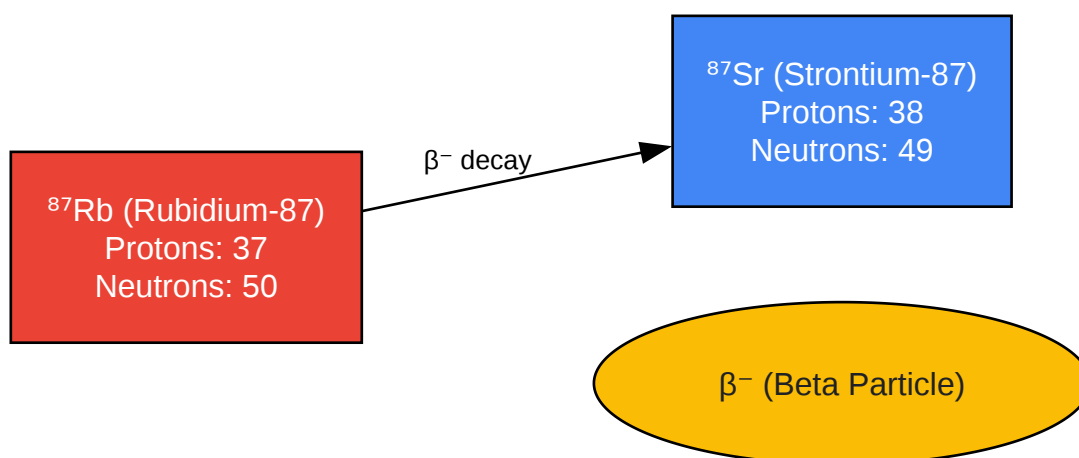 ⁸⁷Rb (Rubidium-87)
Protons: 37
Neutrons: 50
β⁻ decay
⁸⁷Sr (Strontium-87)
Protons: 38
Neutrons: 49
β⁻ (Beta Particle)